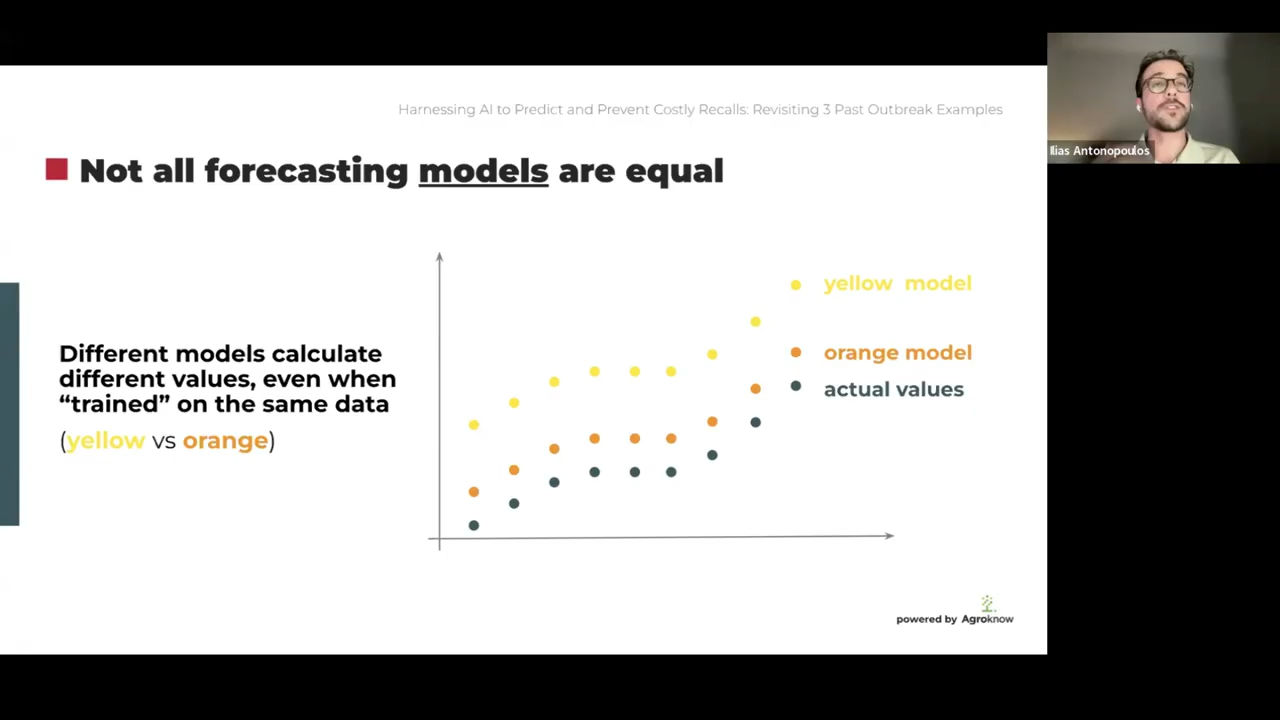 Harnessing AI to Predict and Prevent Costly Recalls: Revisiting 3 Past Outbreak Examples
Ilias Antonopoulos
Not all forecasting models are equal
yellow model
Different models calculate
different values, even when
“trained” on the same data
(yellow vs orange)
orange model
actual values
powered by Agroknow